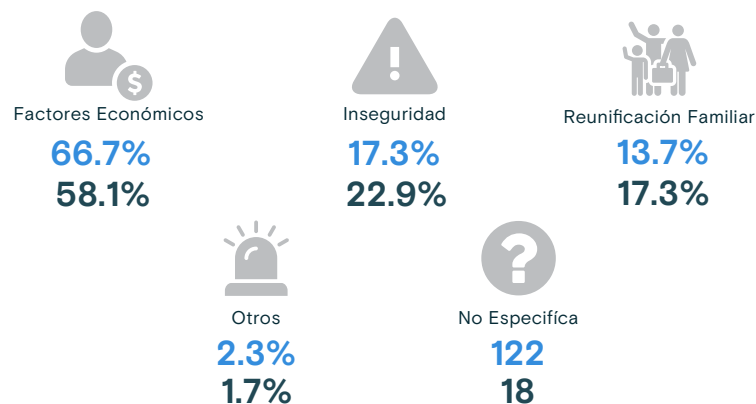 $
!
Factores Económicos
Inseguridad
Reunificación Familiar
66.7%
17.3%
13.7%
58.1%
22.9%
17.3%
?
Otros
No Especifíca
2.3%
122
1.7%
18